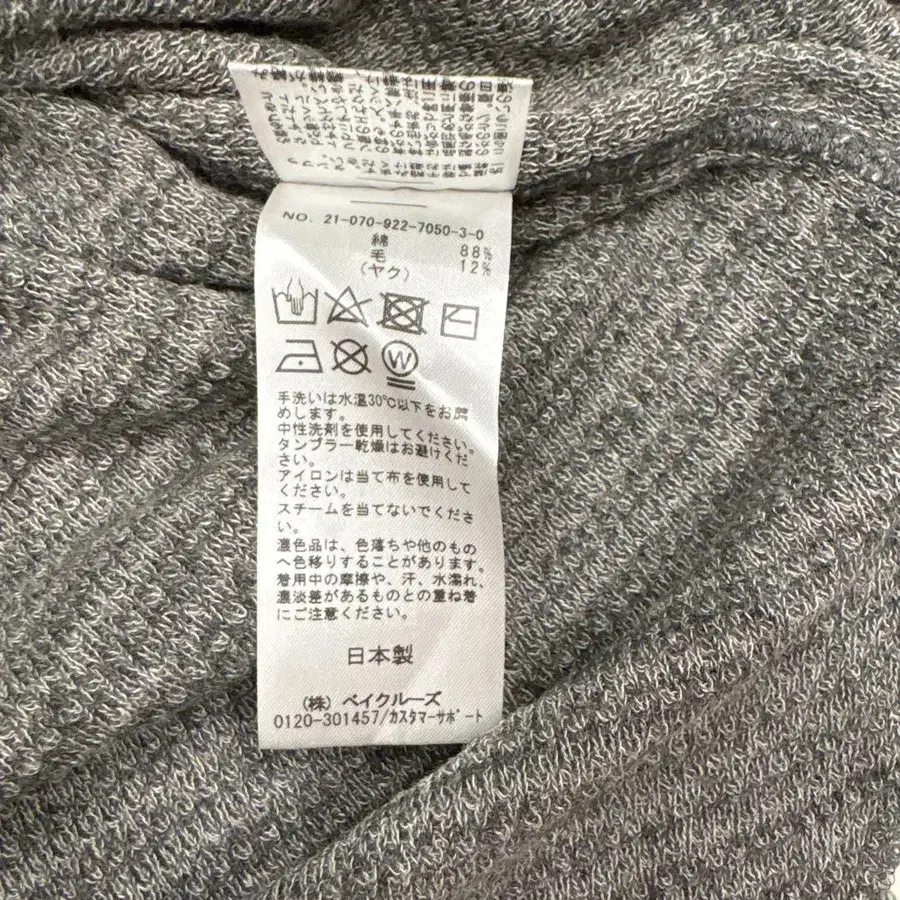 NO. 21-070-922-7050-3-0
綿 88%
毛 12%
(ヤク)
W
手洗いは水温30℃以下をお薦
めします。
中性洗剤を使用してください。
タンブラー乾燥はお避けくだ
さい。
アイロンは当て布を使用して
ください。
スチームを当てないでくださ
い。
濃色品は、色落ちや他のもの
へ色移りすることがあります。
着用中の摩擦や、汗、水濡れ、
濃淡差があるものとの重ね着
にご注意ください。
日本製
(株) ベイクルーズ
0120-301457/カスタマーサポート